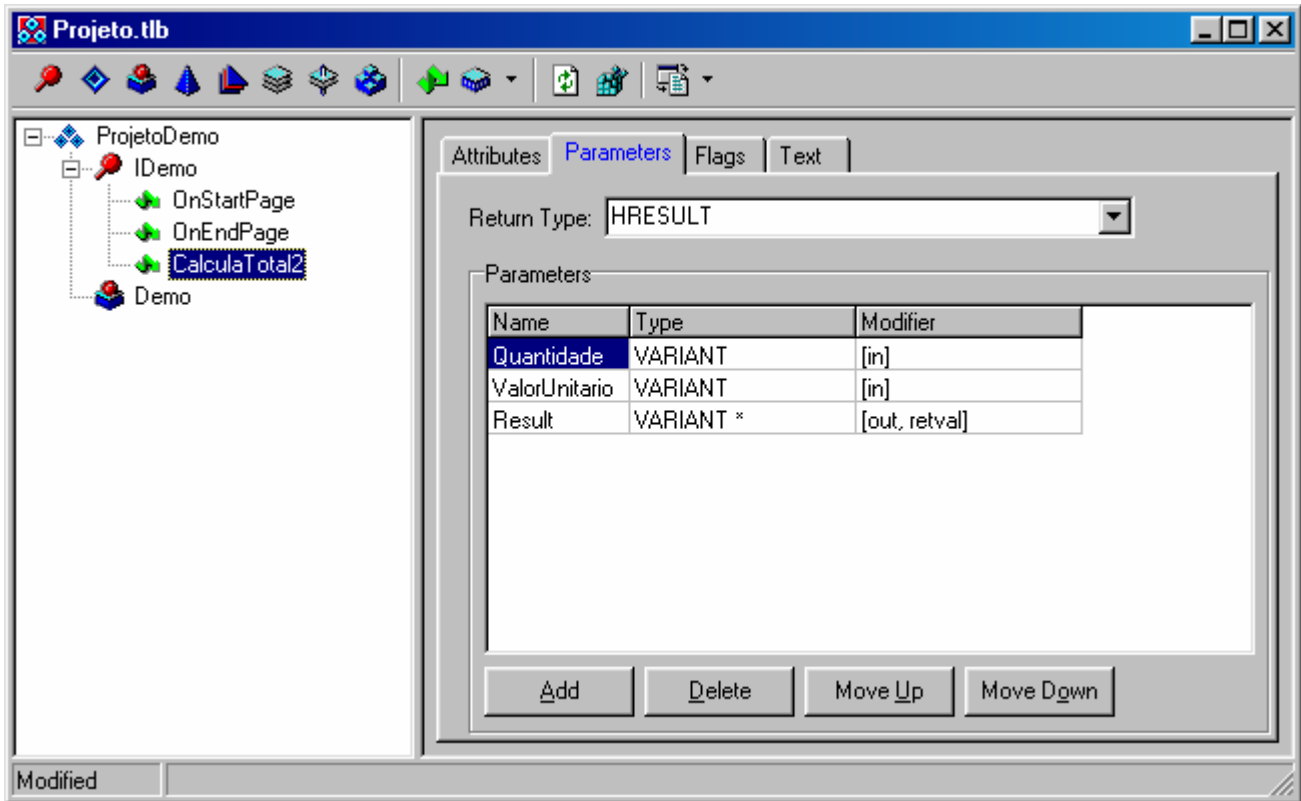 Projeto.tlb
ProjetoDemo
IDemo
OnStartPage
OnEndPage
CalculaTotal2
Demo
Attributes Parameters Flags Text
Return Type: HRESULT
Parameters
Name Type Modifier
Quantidade VARIANT [in]
ValorUnitario VARIANT [in]
Result VARIANT * [out, retval]
Add Delete Move Up Move Down
Modified